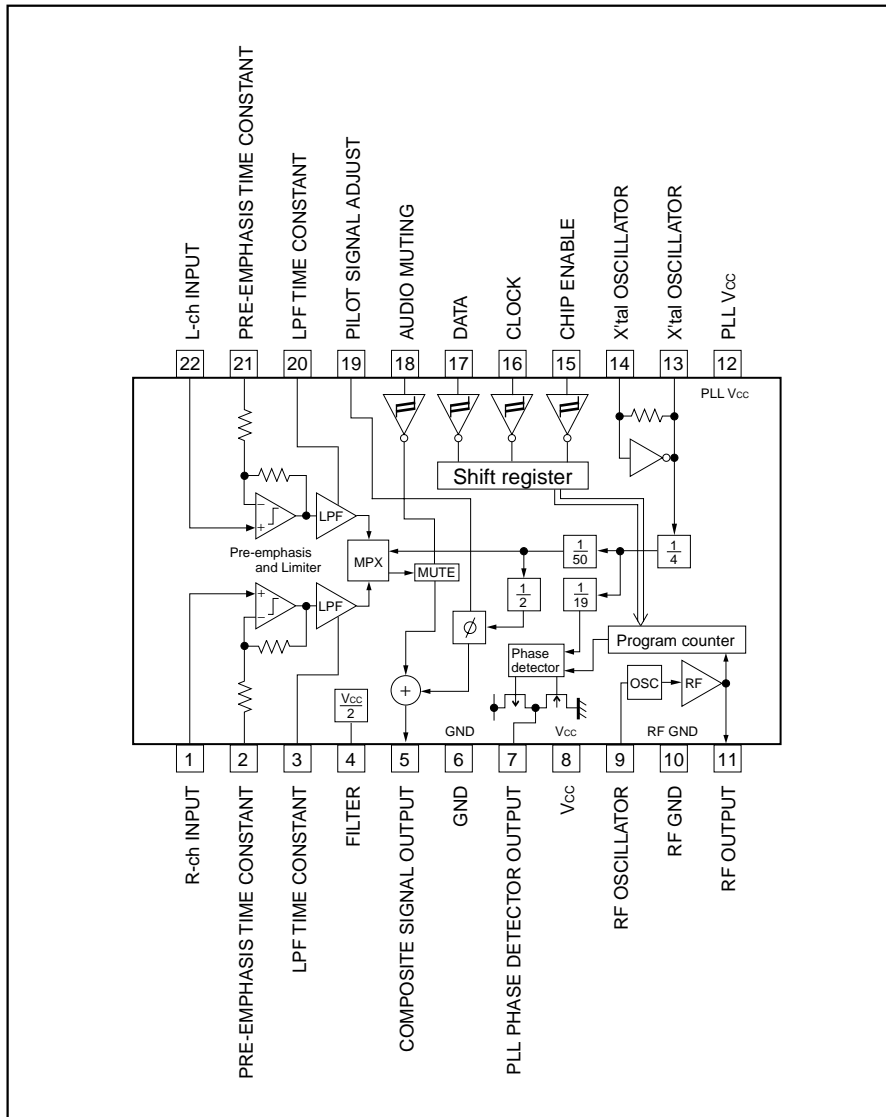 L-ch INPUT
PRE-EMPHASIS TIME CONSTANT
LPF TIME CONSTANT
PILOT SIGNAL ADJUST
AUDIO MUTING
DATA
CLOCK
CHIP ENABLE
X'tal OSCILLATOR
X'tal OSCILLATOR
PLL Vcc
22
21
20
19
18
17
16
15
14
13
12
PLL Vcc
Shift register
LPF
Pre-emphasis
and Limiter
MPX
MUTE
1
50
1
4
1
2
1
19
LPF
ϕ
Program counter
Phase
detector
OSC
RF
Vcc
2
+
GND
Vcc
RF GND
1
2
3
4
5
6
7
8
9
10
11
R-ch INPUT
PRE-EMPHASIS TIME CONSTANT
LPF TIME CONSTANT
FILTER
COMPOSITE SIGNAL OUTPUT
GND
PLL PHASE DETECTOR OUTPUT
Vcc
RF OSCILLATOR
RF GND
RF OUTPUT